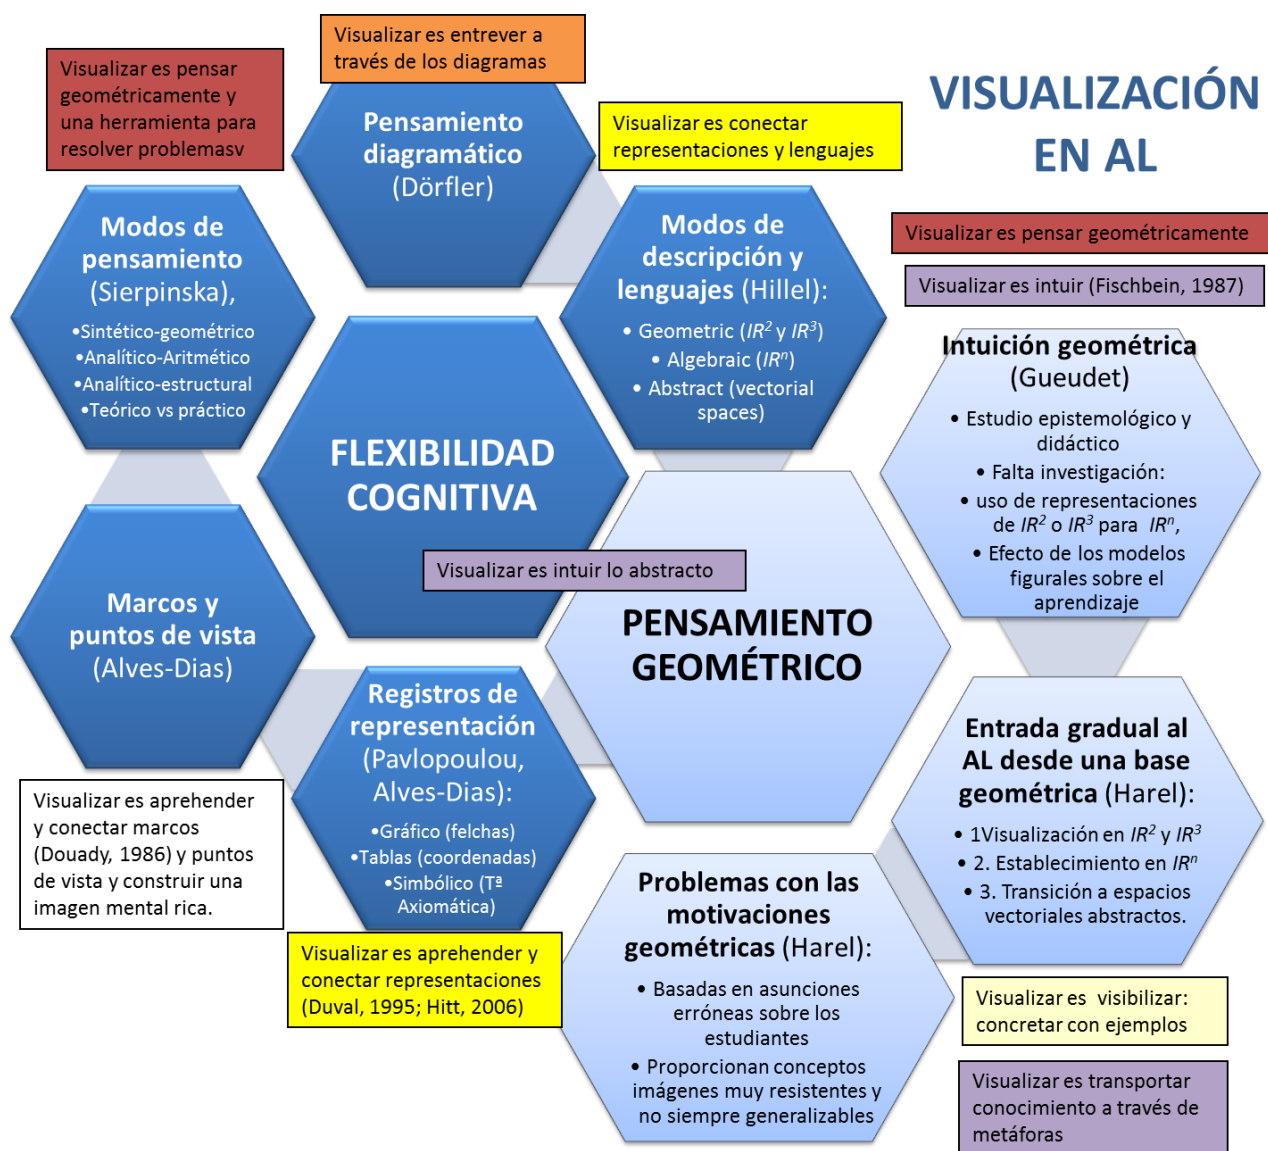 VISUALIZACIÓN
EN AL
Visualizar es entrever a
través de los diagramas
Visualizar es pensar
geométricamente y
una herramienta para
resolver problemasv
Pensamiento
diagramático
(Dörfler)
Visualizar es conectar
representaciones y lenguajes
Modos de
pensamiento
(Sierpinska),
•Sintético-geométrico
•Analítico-Aritmético
•Analítico-estructural
•Teórico vs práctico
Modos de
descripción y
lenguajes (Hillel):
• Geometric (IR² y IR³)
• Algebraic (IRⁿ)
• Abstract (vectorial
spaces)
Visualizar es pensar geométricamente
Visualizar es intuir (Fischbein, 1987)
Intuición geométrica
(Gueudet)
• Estudio epistemológico y
didáctico
• Falta investigación:
• uso de representaciones
de IR² o IR³ para IRⁿ,
• Efecto de los modelos
figurales sobre el
aprendizaje
FLEXIBILIDAD
COGNITIVA
Visualizar es intuir lo abstracto
PENSAMIENTO
GEOMÉTRICO
Marcos y
puntos de vista
(Alves-Dias)
Registros de
representación
(Pavlopoulou,
Alves-Dias):
•Gráfico (felchas)
•Tablas (coordenadas)
•Simbólico (Tª
Axiomática)
Entrada gradual al
AL desde una base
geométrica (Harel):
• 1Visualización en IR² y IR³
• 2. Establecimiento en IRⁿ
• 3. Transición a espacios
vectoriales abstractos.
Visualizar es aprehender
y conectar marcos
(Douady, 1986) y puntos
de vista y construir una
imagen mental rica.
Visualizar es aprehender y
conectar representaciones
(Duval, 1995; Hitt, 2006)
Problemas con las
motivaciones
geométricas (Harel):
• Basadas en asunciones
erróneas sobre los
estudiantes
• Proporcionan conceptos
imágenes muy resistentes y
no siempre generalizables
Visualizar es visibilizar:
concretar con ejemplos
Visualizar es transportar
conocimiento a través de
metáforas